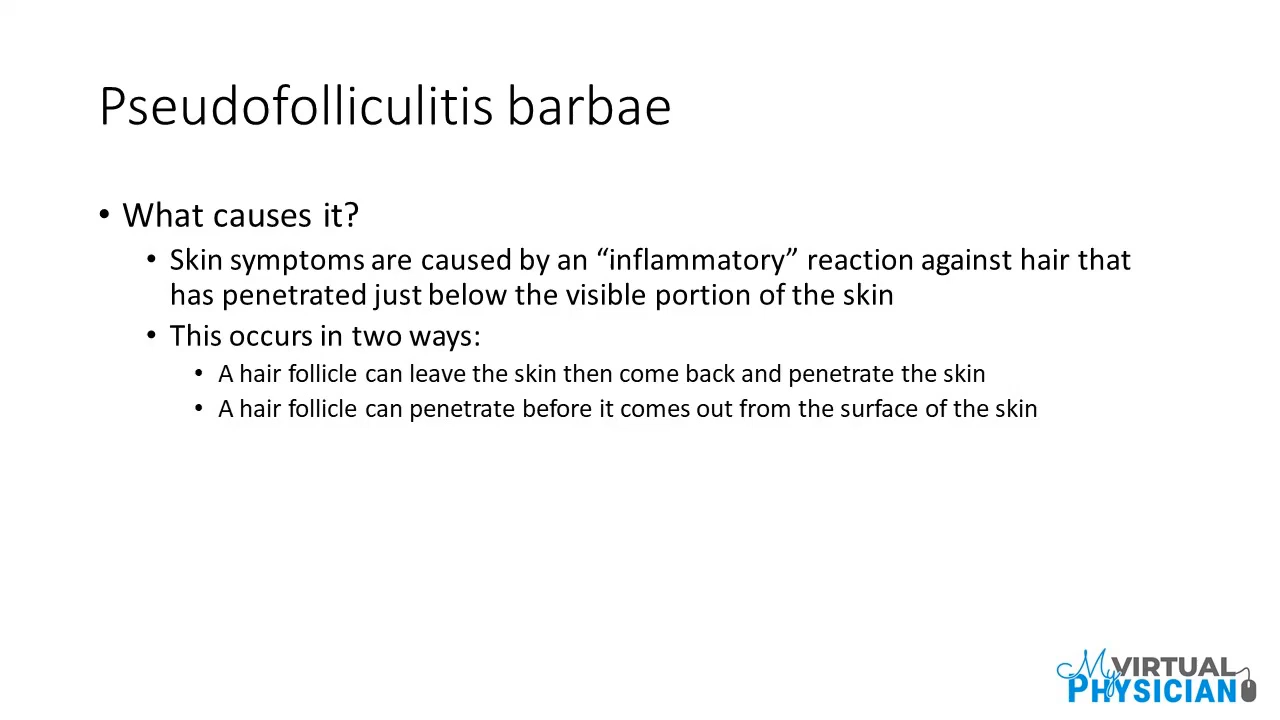 Pseudofolliculitis barbae
• What causes it?
• Skin symptoms are caused by an “inflammatory” reaction against hair that
has penetrated just below the visible portion of the skin
• This occurs in two ways:
• A hair follicle can leave the skin then come back and penetrate the skin
• A hair follicle can penetrate before it comes out from the surface of the skin
My VIRTUAL
PHYSICIAN